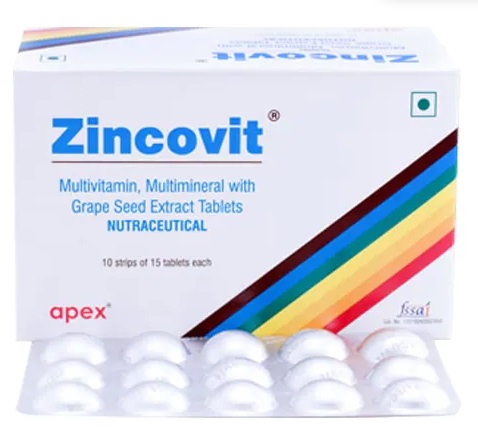 Zincovit®
Multivitamin, Multimineral with
Grape Seed Extract Tablets
NUTRACEUTICAL
10 strips of 15 tablets each
apex®
fssai